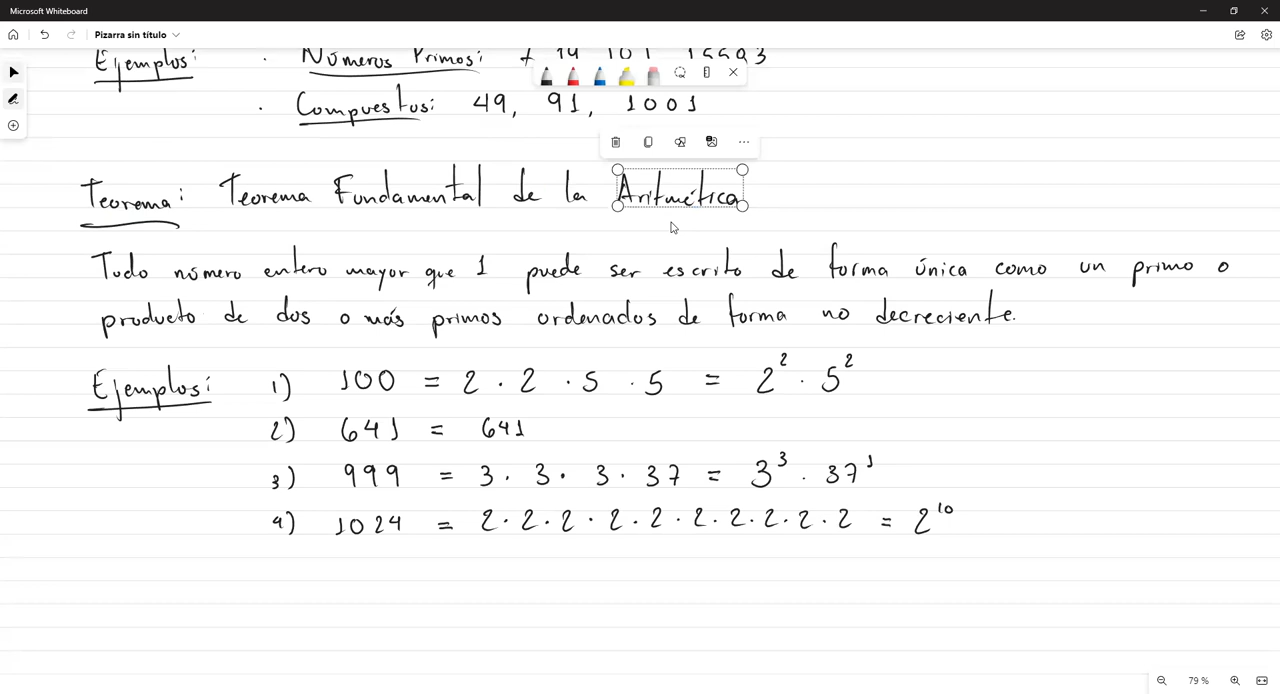 Microsoft Whiteboard
Pizarra sin título
Ejemplos: · Números Primos:
· Compuestos: 49, 91, 1001
Teorema: Teorema Fundamental de la Aritmética
Todo número entero mayor que 1 puede ser escrito de forma única como un primo o
producto de dos o más primos ordenados de forma no decreciente.
Ejemplos: 1) 100 = 2 · 2 · 5 · 5 = 2² · 5²
2) 641 = 641
3) 999 = 3 · 3 · 3 · 37 = 3³ · 37¹
4) 1024 = 2 · 2 · 2 · 2 · 2 · 2 · 2 · 2 · 2 · 2 = 2¹⁰
79 %